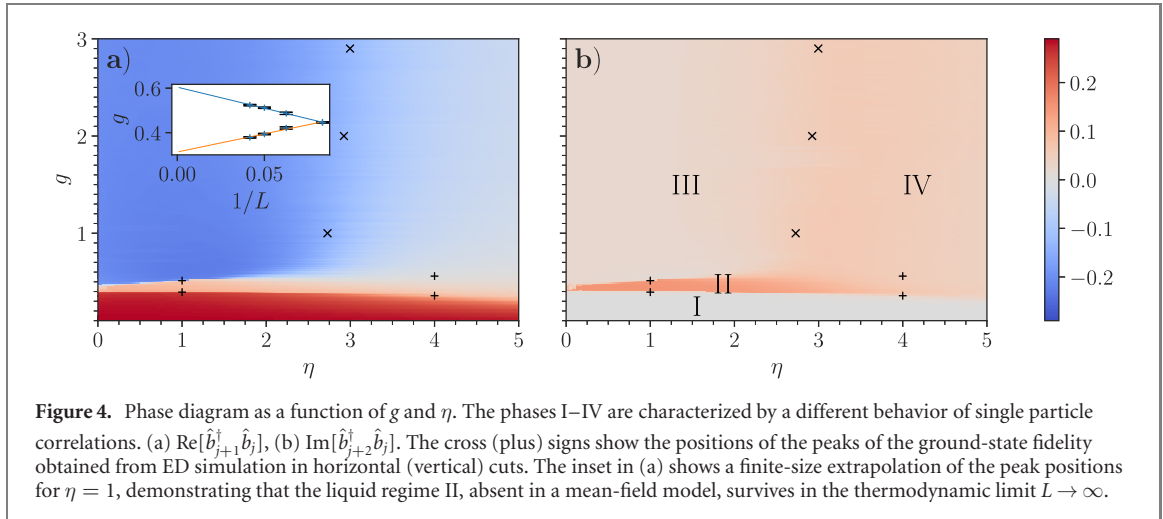 3
2
1
g
a)
0.6
0.4
g
0.00
0.05
1/L
0
1
2
3
4
5
η
b)
III
IV
II
I
0
1
2
3
4
5
η
0.2
0.1
0.0
−0.1
−0.2
Figure 4. Phase diagram as a function of g and η. The phases I–IV are characterized by a different behavior of single particle
correlations. (a) Re[b̂†j+1b̂j], (b) Im[b̂†j+2b̂j]. The cross (plus) signs show the positions of the peaks of the ground-state fidelity
obtained from ED simulation in horizontal (vertical) cuts. The inset in (a) shows a finite-size extrapolation of the peak positions
for η = 1, demonstrating that the liquid regime II, absent in a mean-field model, survives in the thermodynamic limit L → ∞.